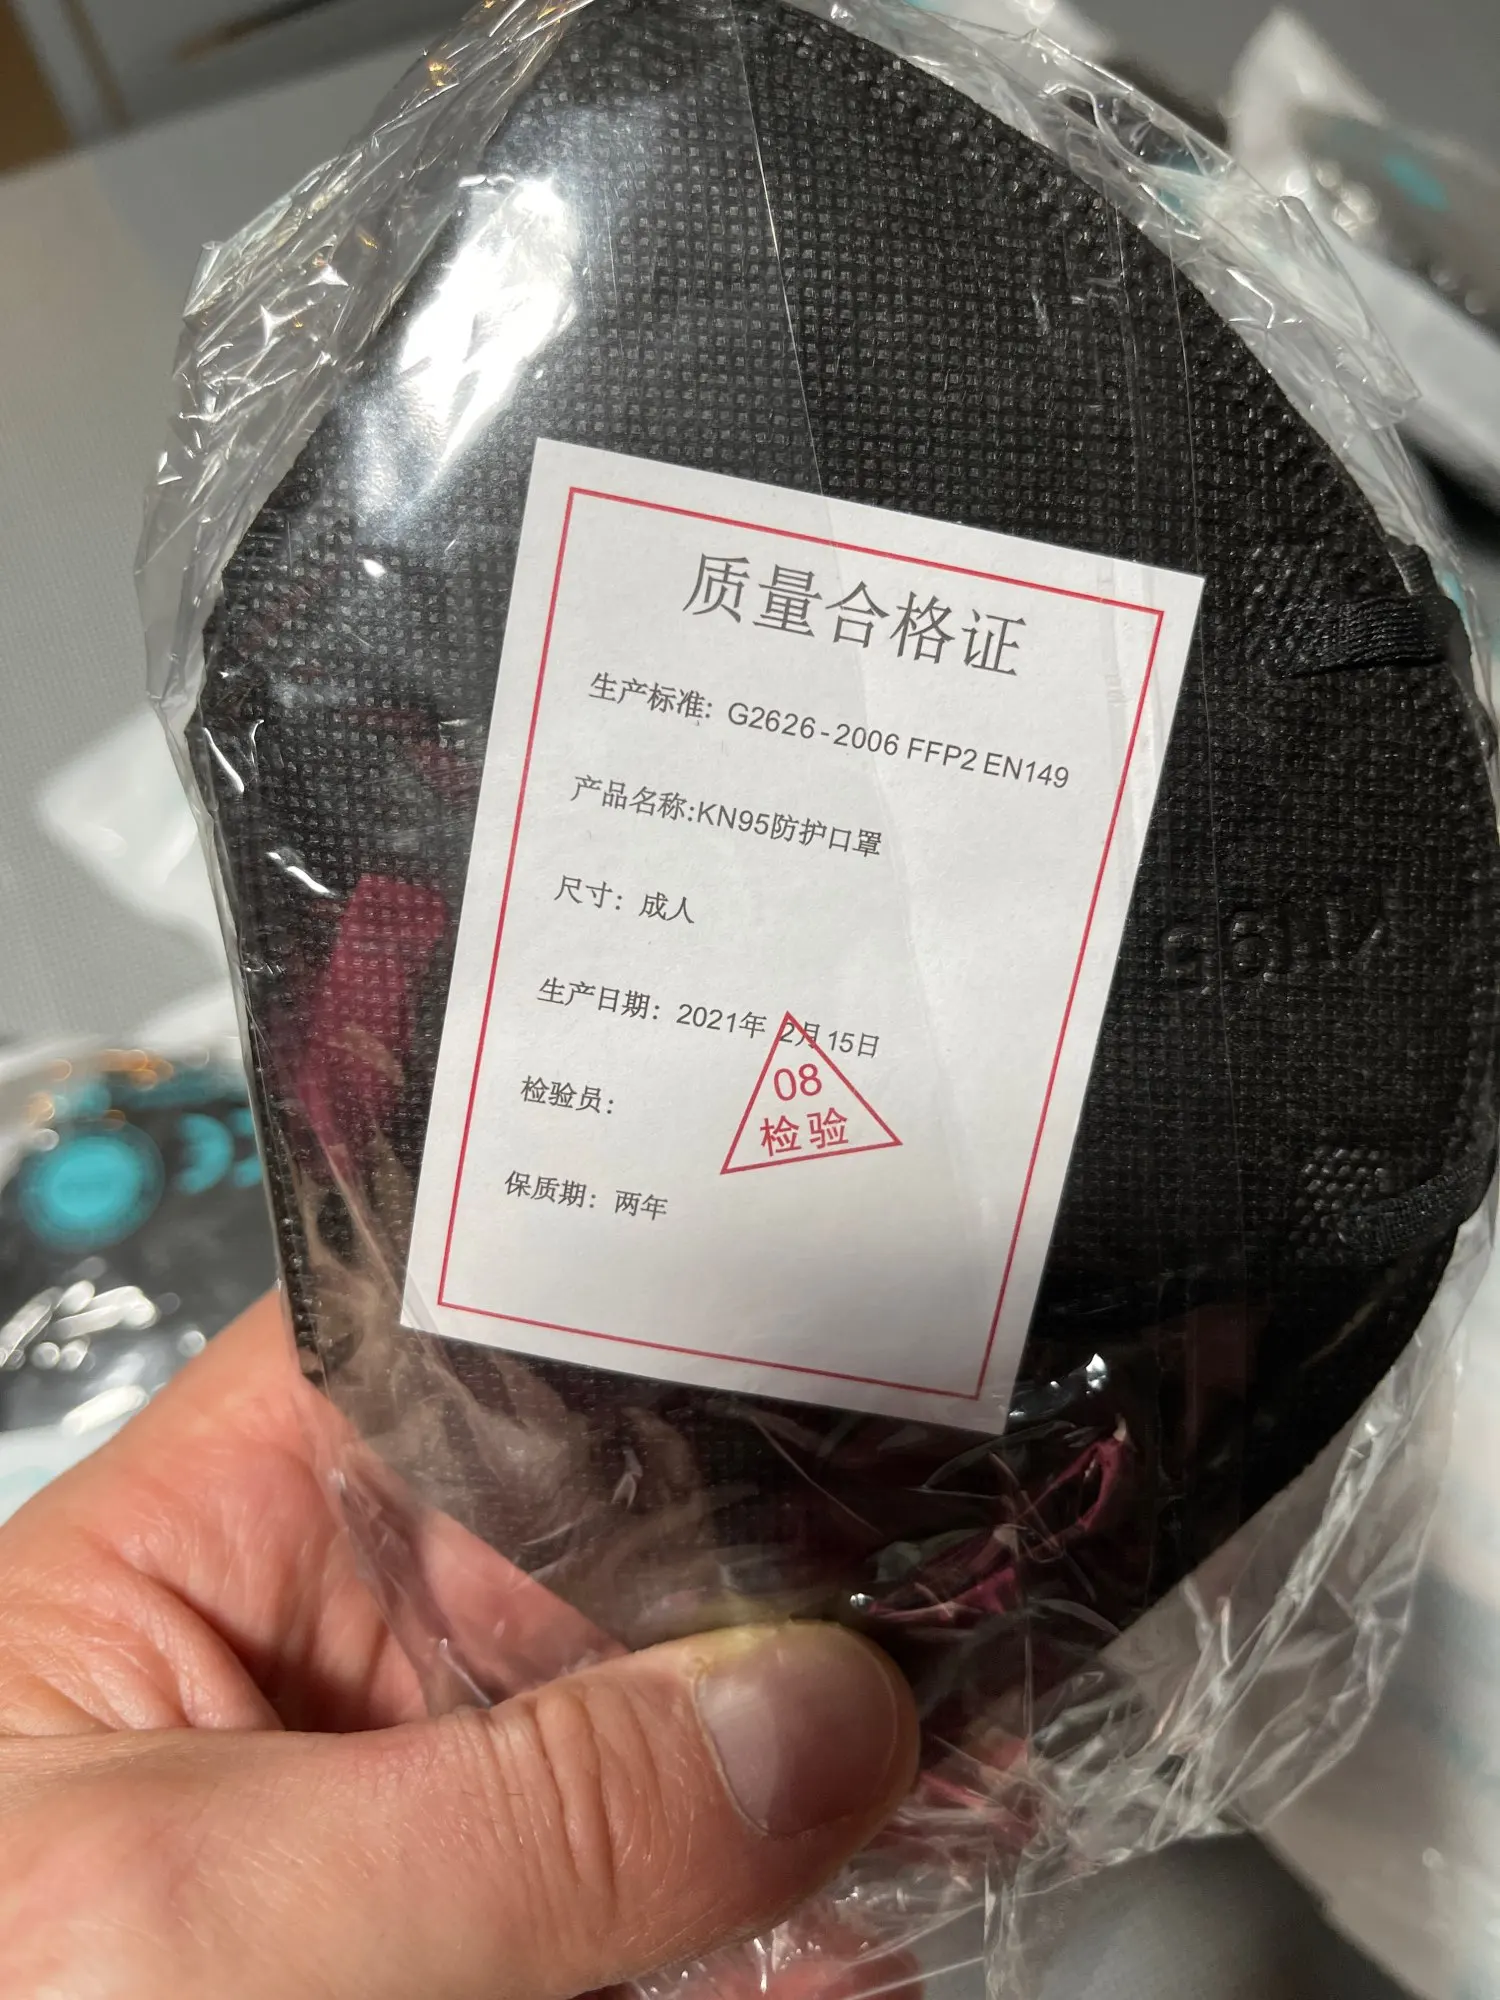 质量合格证
生产标准: G2626-2006 FFP2 EN149
产品名称:KN95防护口罩
尺寸: 成人
生产日期: 2021年 2月 15日
检验员:
08
检验
保质期: 两年